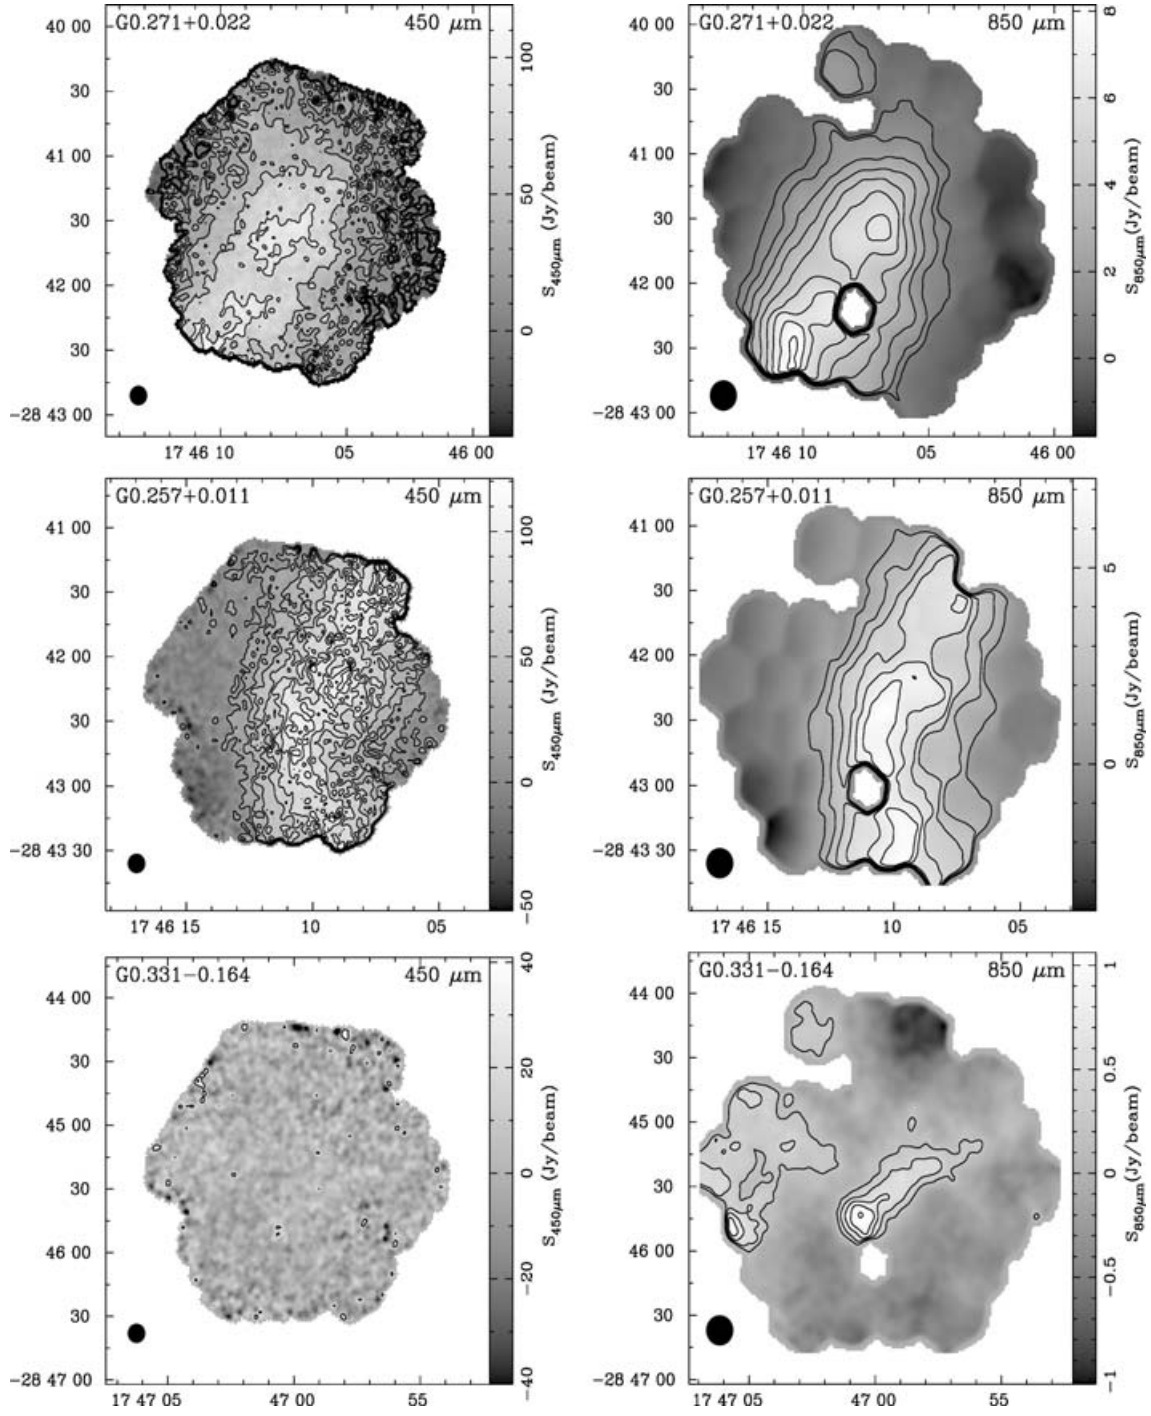 G0.271+0.022 450 μm
40 00
30
41 00
30
42 00
30
−28 43 00
17 46 10 05 46 00
100
50
0
S450μm (Jy/beam)
G0.271+0.022 850 μm
40 00
30
41 00
30
42 00
30
−28 43 00
17 46 10 05 46 00
8
6
4
2
0
S850μm (Jy/beam)
G0.257+0.011 450 μm
41 00
30
42 00
30
43 00
−28 43 30
17 46 15 10 05
100
50
0
−50
S450μm (Jy/beam)
G0.257+0.011 850 μm
41 00
30
42 00
30
43 00
−28 43 30
17 46 15 10 05
5
0
S850μm(Jy/beam)
G0.331−0.164 450 μm
44 00
30
45 00
30
46 00
30
−28 47 00
17 47 05 47 00 55
40
20
0
−20
−40
S450μm (Jy/beam)
G0.331−0.164 850 μm
44 00
30
45 00
30
46 00
30
−28 47 00
17 47 05 47 00 55
1
0.5
0
−0.5
−1
S850μm(Jy/beam)